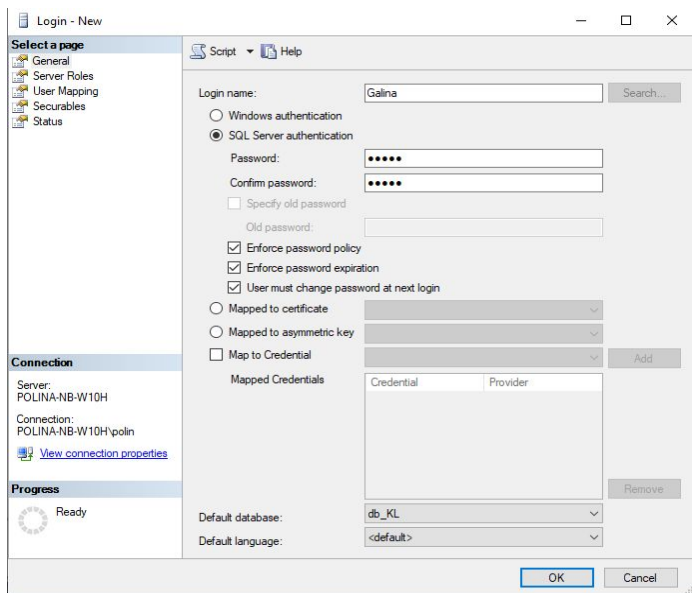 Login - New
Select a page
General
Server Roles
User Mapping
Securables
Status
Script
Help
Login name:
Galina
Search...
Windows authentication
SQL Server authentication
Password:
•••••
Confirm password:
•••••
Specify old password
Old password:
Enforce password policy
Enforce password expiration
User must change password at next login
Mapped to certificate
Mapped to asymmetric key
Map to Credential
Add
Mapped Credentials
Credential Provider
Remove
Default database:
db_KL
Default language:
<default>
Connection
Server:
POLINA-NB-W10H
Connection:
POLINA-NB-W10H\polin
View connection properties
Progress
Ready
OK
Cancel